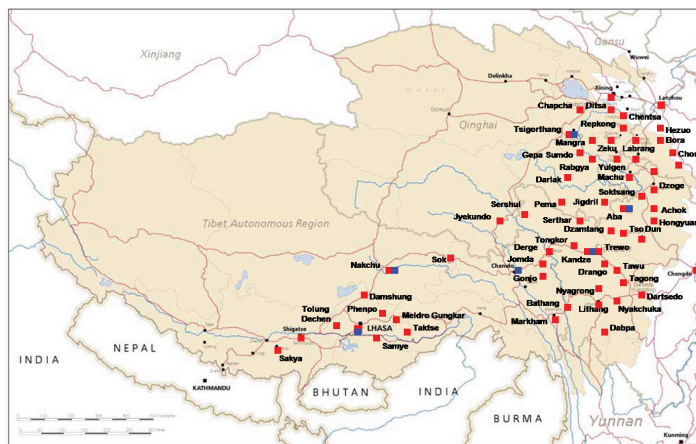 Xinjiang
Gansu
Wuwei
Delinkha
Xining
Lanzhou
Chapcha Ditsa
Chentsa
Golmud
Qinghai
Repkong
Hezuo
Tsigorthang
Bora
Mangra
Zeku Labrang
Chone
Gepa Sumdo
Rabgya Yulgen
Darlak
Machu
Dzoge
Soktsang
Sershul
Pema
Jigdril
Achok
Jyekundo
Serthar
Aba
Hongyuan
Tibet Autonomous Region
Dzamtang
Tso Dun
Tongkor
Derge
Trewo
Sok
Jomda
Kandze
Nakchu
Chamdo
Drango
Tawu
Chengdu
Gonjo
Tagong
Damshung
Nyagrong
Dartsedo
Tolung
Phenpo
Bathang
Dechen
Meldro Gungkar
Lithang
Nyakchuka
Shigatse
LHASA
Taktse
Markham
Dabpa
Samye
Sakya
INDIA
NEPAL
KATHMANDU
BHUTAN
INDIA
BURMA
Yunnan
Kunming